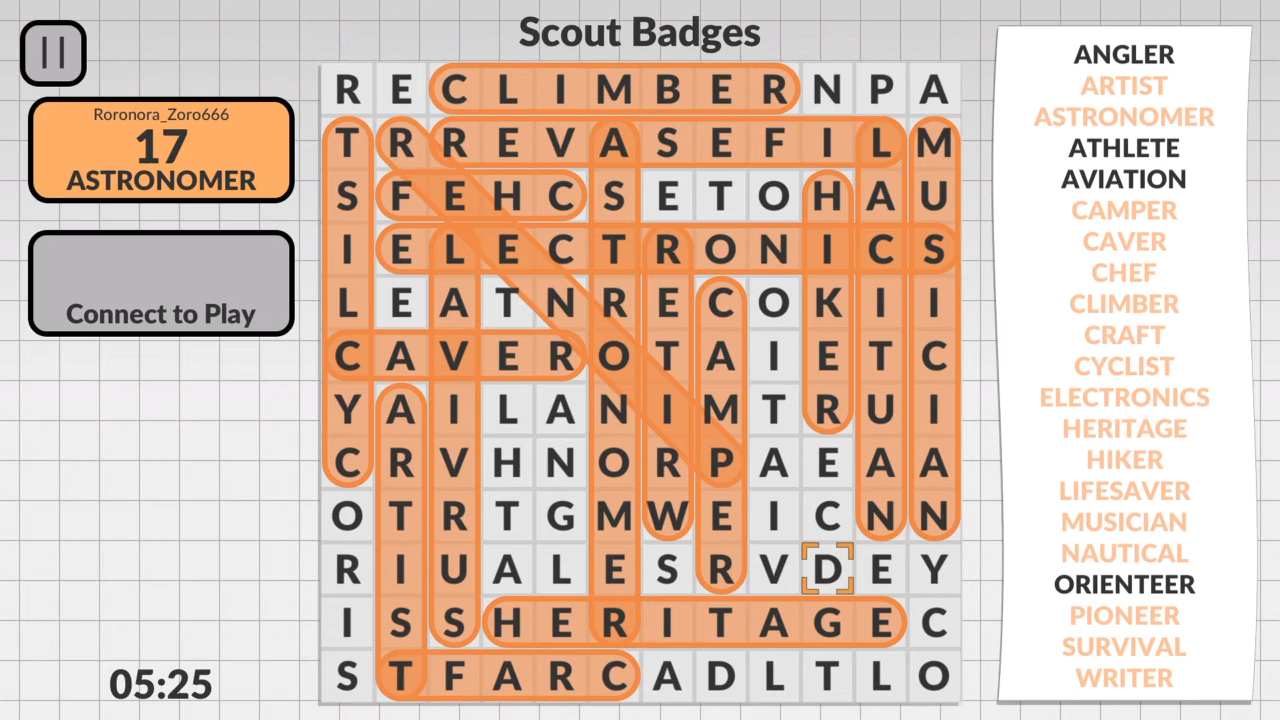 Scout Badges
Roronora_Zoro666
17
ASTRONOMER
Connect to Play
05:25
R E C L I M B E R N P A
T R R E V A S E F I L M
S F E H C S E T O H A U
I E L E C T R O N I C S
L E A T N R E C O K I I
C A V E R O T A I E T C
Y A I L A N I M T R U I
C R V H N O R P A E A A
O T R T G M W E I C N N
R I U A L E S R V D E Y
I S S H E R I T A G E C
S T F A R C A D L T L O
ANGLER
ARTIST
ASTRONOMER
ATHLETE
AVIATION
CAMPER
CAVER
CHEF
CLIMBER
CRAFT
CYCLIST
ELECTRONICS
HERITAGE
HIKER
LIFESAVER
MUSICIAN
NAUTICAL
ORIENTEER
PIONEER
SURVIVAL
WRITER